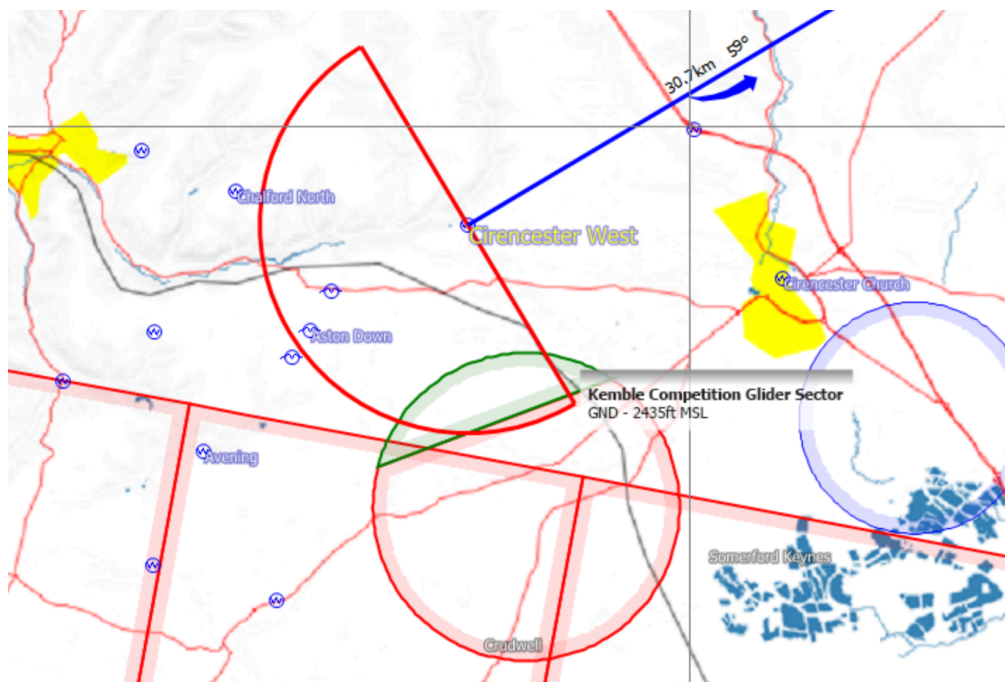 30.7km 59°
Chalford North
Cirencester West
Cirencester Church
Aston Down
Kemble Competition Glider Sector
GND - 2435ft MSL
Avening
Somerford Keynes
Crudwell